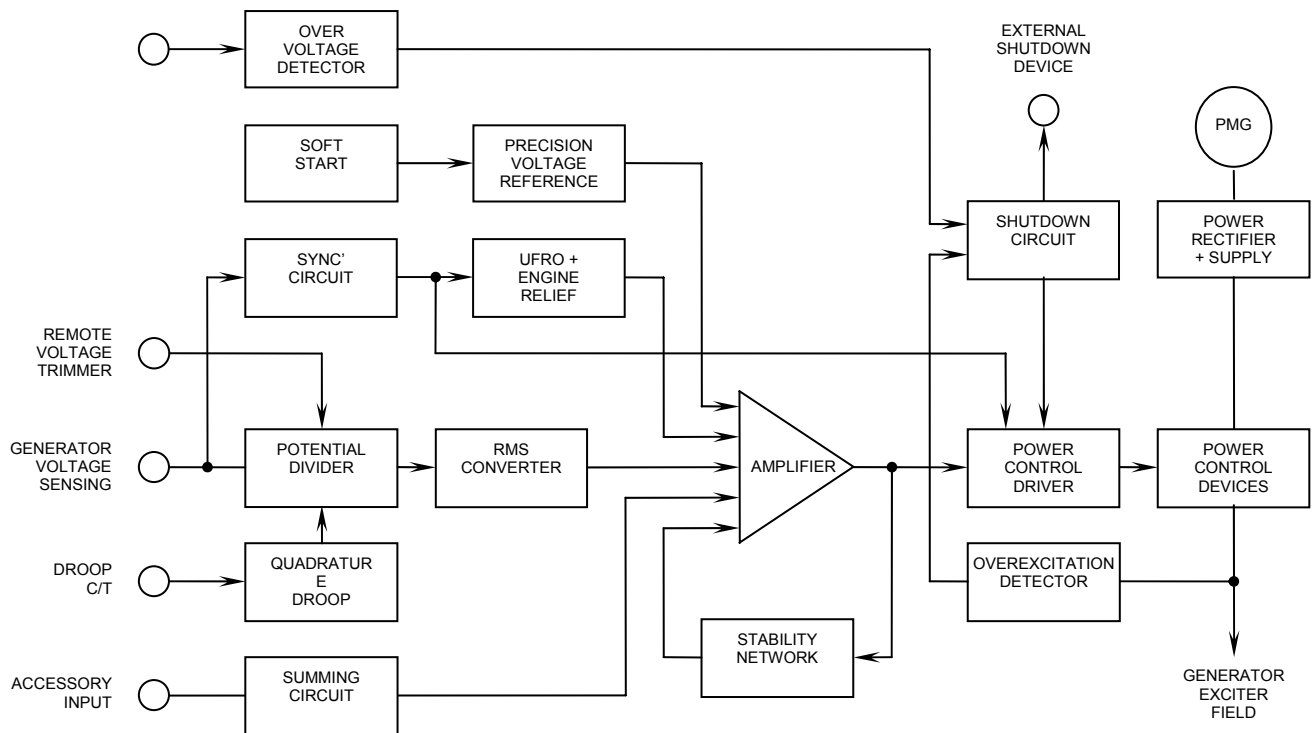 OVER
VOLTAGE
DETECTOR
EXTERNAL
SHUTDOWN
DEVICE
PMG
SOFT
START
PRECISION
VOLTAGE
REFERENCE
SHUTDOWN
CIRCUIT
POWER
RECTIFIER
+ SUPPLY
SYNC'
CIRCUIT
UFRO +
ENGINE
RELIEF
REMOTE
VOLTAGE
TRIMMER
GENERATOR
VOLTAGE
SENSING
POTENTIAL
DIVIDER
RMS
CONVERTER
AMPLIFIER
POWER
CONTROL
DRIVER
POWER
CONTROL
DEVICES
DROOP
C/T
QUADRATUR
E
DROOP
OVEREXCITATION
DETECTOR
STABILITY
NETWORK
ACCESSORY
INPUT
SUMMING
CIRCUIT
GENERATOR
EXCITER
FIELD